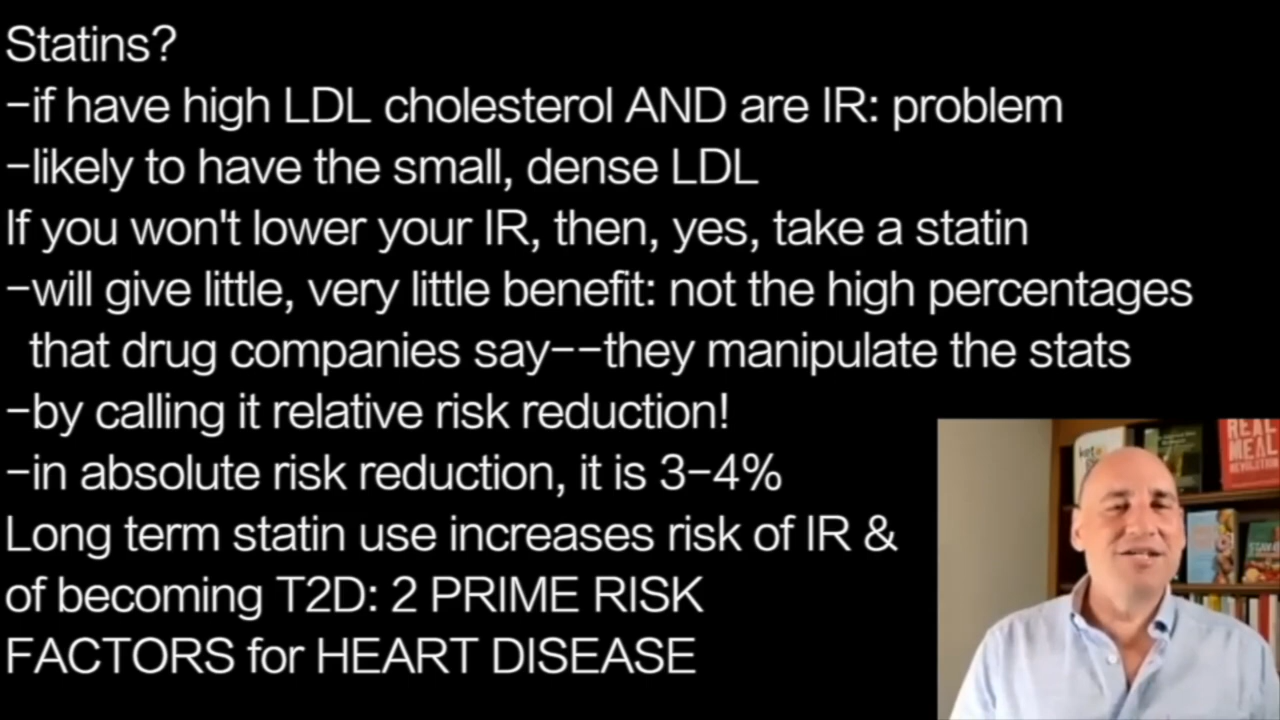 Statins?
-if have high LDL cholesterol AND are IR: problem
-likely to have the small, dense LDL
If you won't lower your IR, then, yes, take a statin
-will give little, very little benefit: not the high percentages
that drug companies say--they manipulate the stats
-by calling it relative risk reduction!
-in absolute risk reduction, it is 3-4%
Long term statin use increases risk of IR &
of becoming T2D: 2 PRIME RISK
FACTORS for HEART DISEASE
REAL
MEAL
REVOLUTION